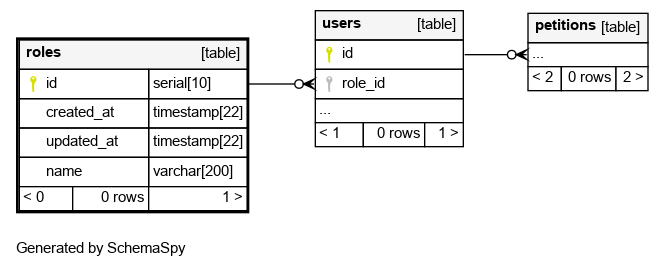 roles [table]
id serial[10]
created_at timestamp[22]
updated_at timestamp[22]
name varchar[200]
< 0 0 rows 1 >
users [table]
id
role_id
...
< 1 0 rows 1 >
petitions [table]
...
< 2 0 rows 2 >
Generated by SchemaSpy